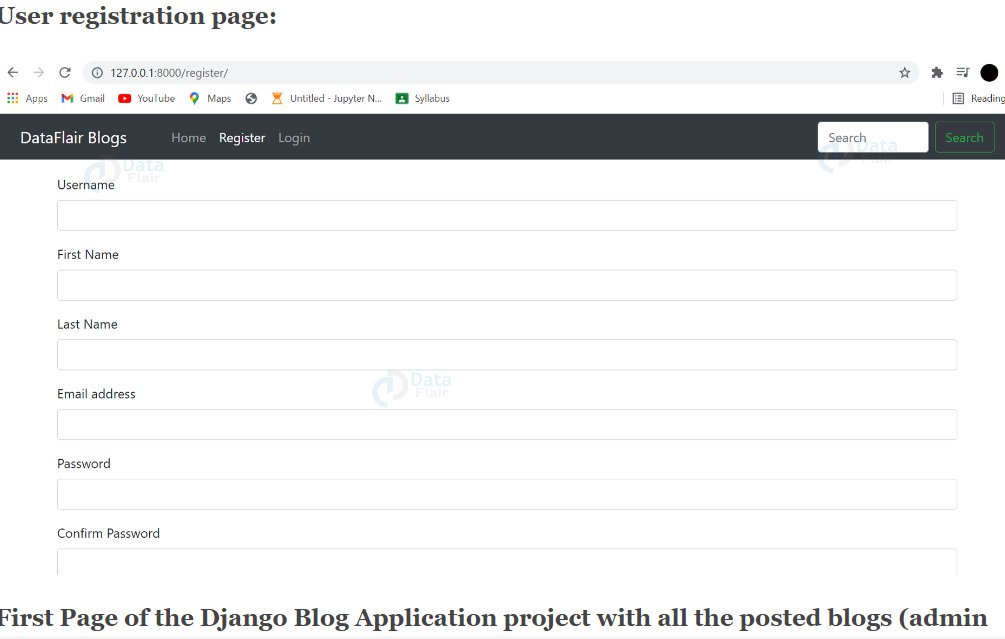 User registration page:
127.0.0.1:8000/register/
Apps Gmail YouTube Maps Untitled - Jupyter N... Syllabus Reading
DataFlair Blogs Home Register Login Search Search
Data Flair
Data Flair
Username
First Name
Last Name
Data Flair
Email address
Password
Confirm Password
First Page of the Django Blog Application project with all the posted blogs (admin